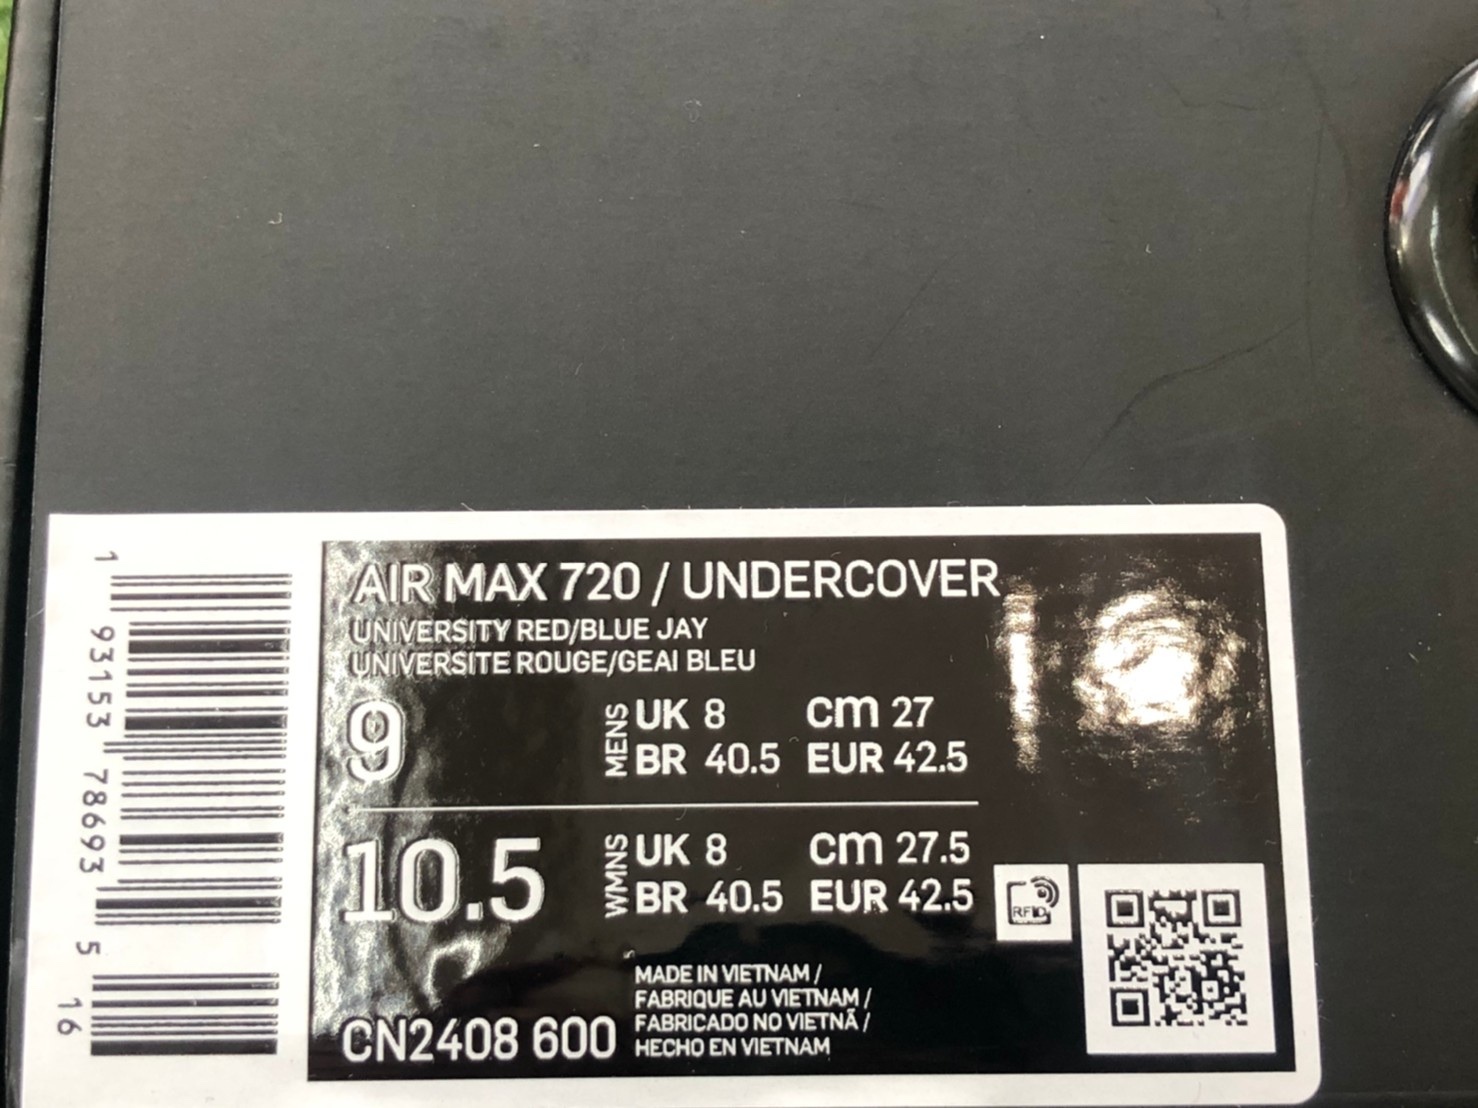 AIR MAX 720 / UNDERCOVER
UNIVERSITY RED/BLUE JAY
UNIVERSITE ROUGE/GEAI BLEU
9 MENS UK 8 cm 27
BR 40.5 EUR 42.5
10.5 WMNS UK 8 cm 27.5
BR 40.5 EUR 42.5
RFID
s
MADE IN VIETNAM /
FABRIQUE AU VIETNAM /
FABRICADO NO VIETNÃ /
HECHO EN VIETNAM
CN2408 600
1 93153 78693 5 16